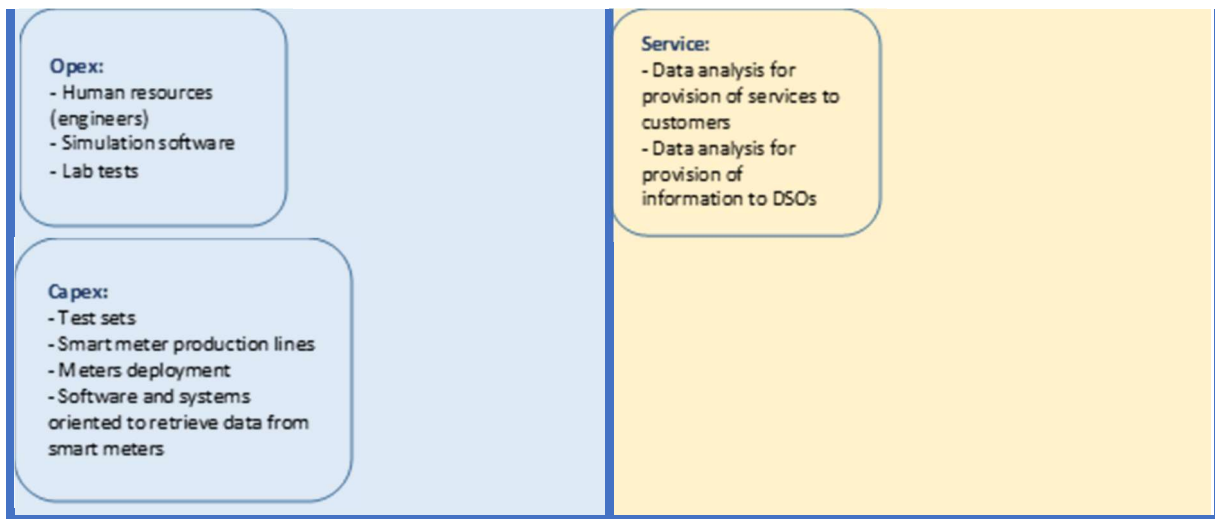 Opex:
- Human resources
(engineers)
- Simulation software
- Lab tests
Capex:
- Test sets
- Smart meter production lines
- Meters deployment
- Software and systems
oriented to retrieve data from
smart meters
Service:
- Data analysis for
provision of services to
customers
- Data analysis for
provision of
information to DSOs